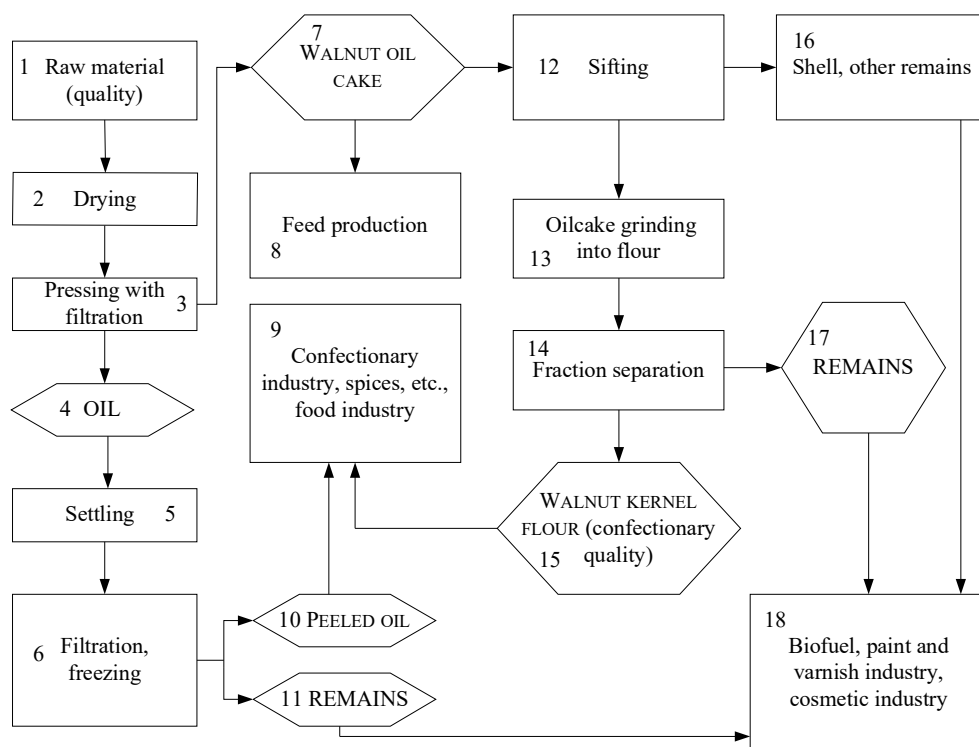 1 Raw material
(quality)
2 Drying
Pressing with
filtration 3
4 OIL
Settling 5
6 Filtration,
freezing
7
WALNUT OIL
CAKE
Feed production
8
9
Confectionary
industry, spices, etc.,
food industry
10 PEELED OIL
11 REMAINS
12 Sifting
Oilcake grinding
13 into flour
14
Fraction separation
WALNUT KERNEL
FLOUR (confectionary
15 quality)
16
Shell, other remains
17
REMAINS
18
Biofuel, paint and
varnish industry,
cosmetic industry